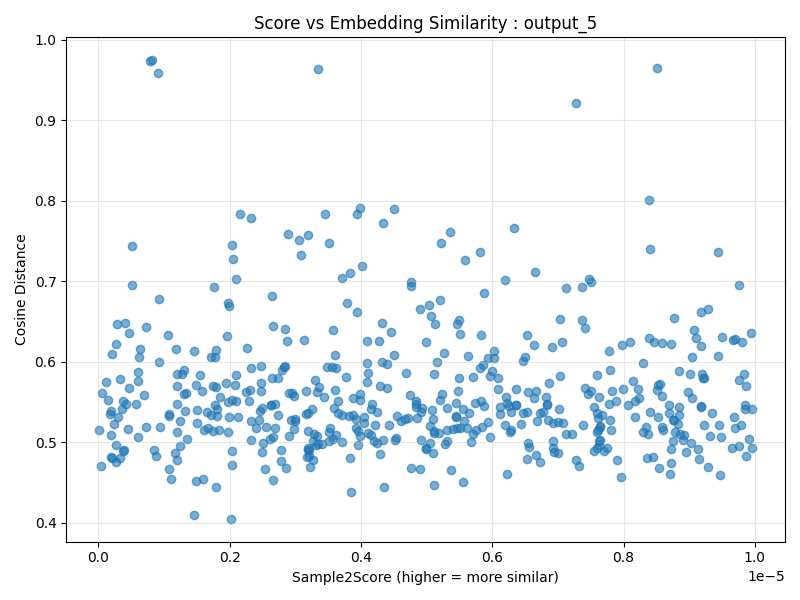 Score vs Embedding Similarity : output_5
Cosine Distance
1.0
0.9
0.8
0.7
0.6
0.5
0.4
0.0 0.2 0.4 0.6 0.8 1.0
1e−5
Sample2Score (higher = more similar)